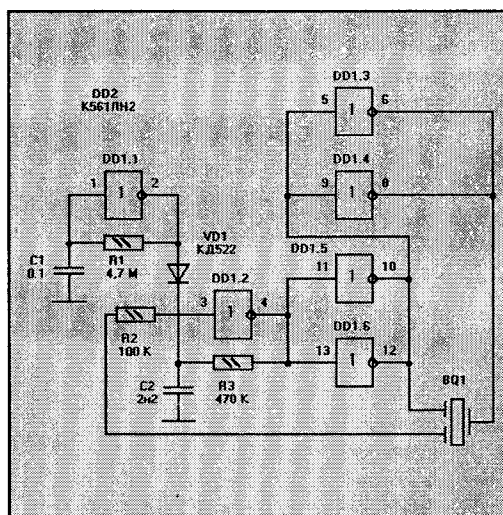 DD2
К561ЛН2
DD1.3
5
1
6
DD1.4
9
1
8
DD1.1
1
1
2
VD1
КД522
C1
0.1
R1
4,7 М
DD1.2
3
1
4
DD1.5
11
1
10
R2
100 К
DD1.6
13
1
12
C2
2н2
R3
470 К
BQ1